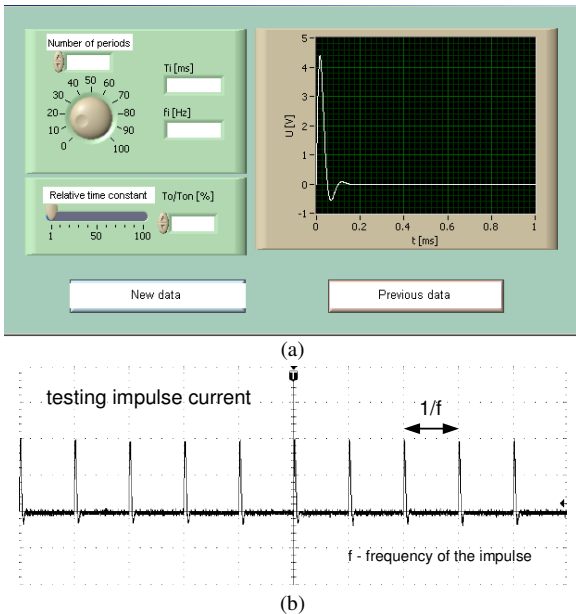 Number of periods
Ti [ms]
40 50 60
30 70
20 80
10 90
0 100
fi [Hz]
Relative time constant
To/Ton [%]
1 50 100
5
4
3
2
1
0
-1
U [V]
0 0.2 0.4 0.6 0.8 1
t [ms]
New data
Previous data
(a)
T
testing impulse current
1/f
f - frequency of the impulse
(b)